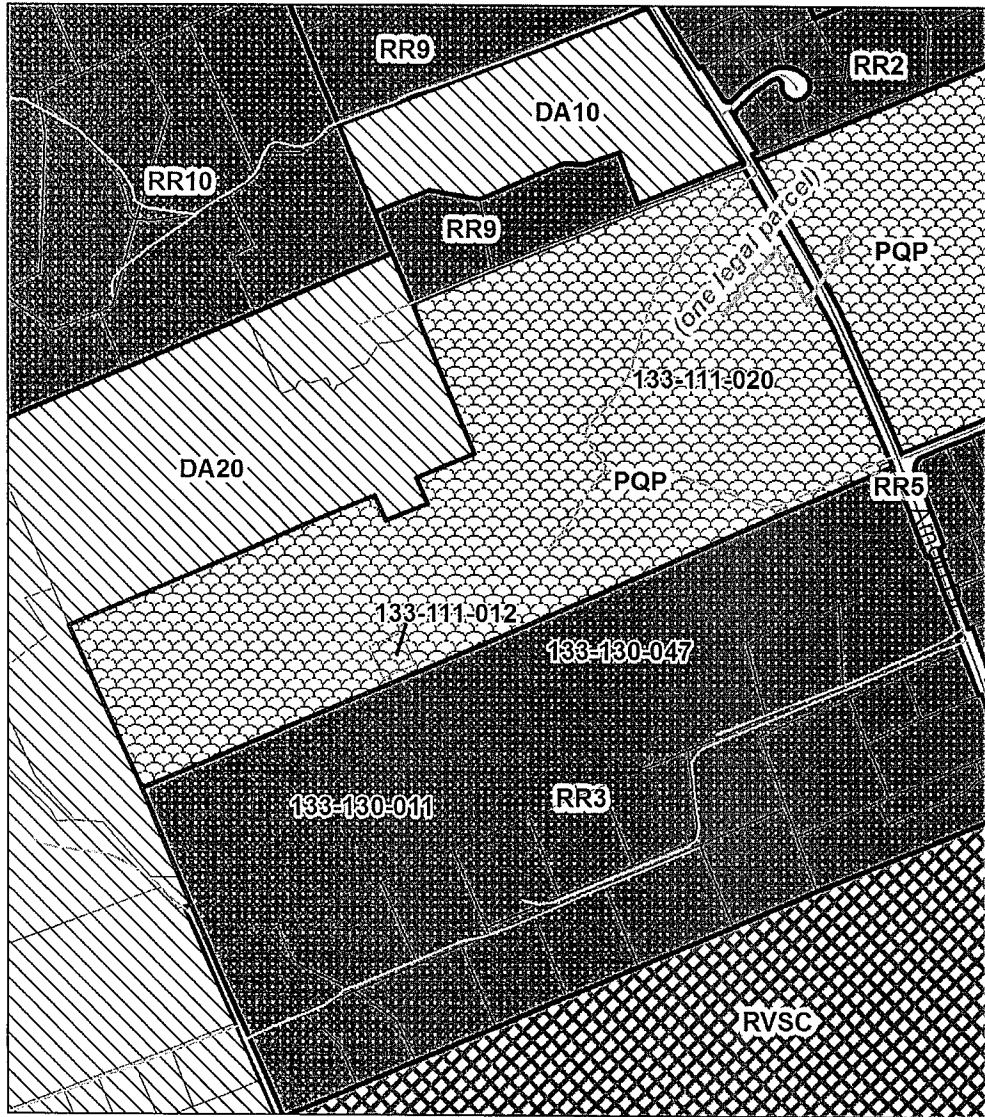 RR9
RR2
DA10
RR10
RR9
(one legal parcel)
PQP
133-111-020
DA20
PQP
RR5
133-111-012
133-130-047
133-130-011
RR3
RVSC